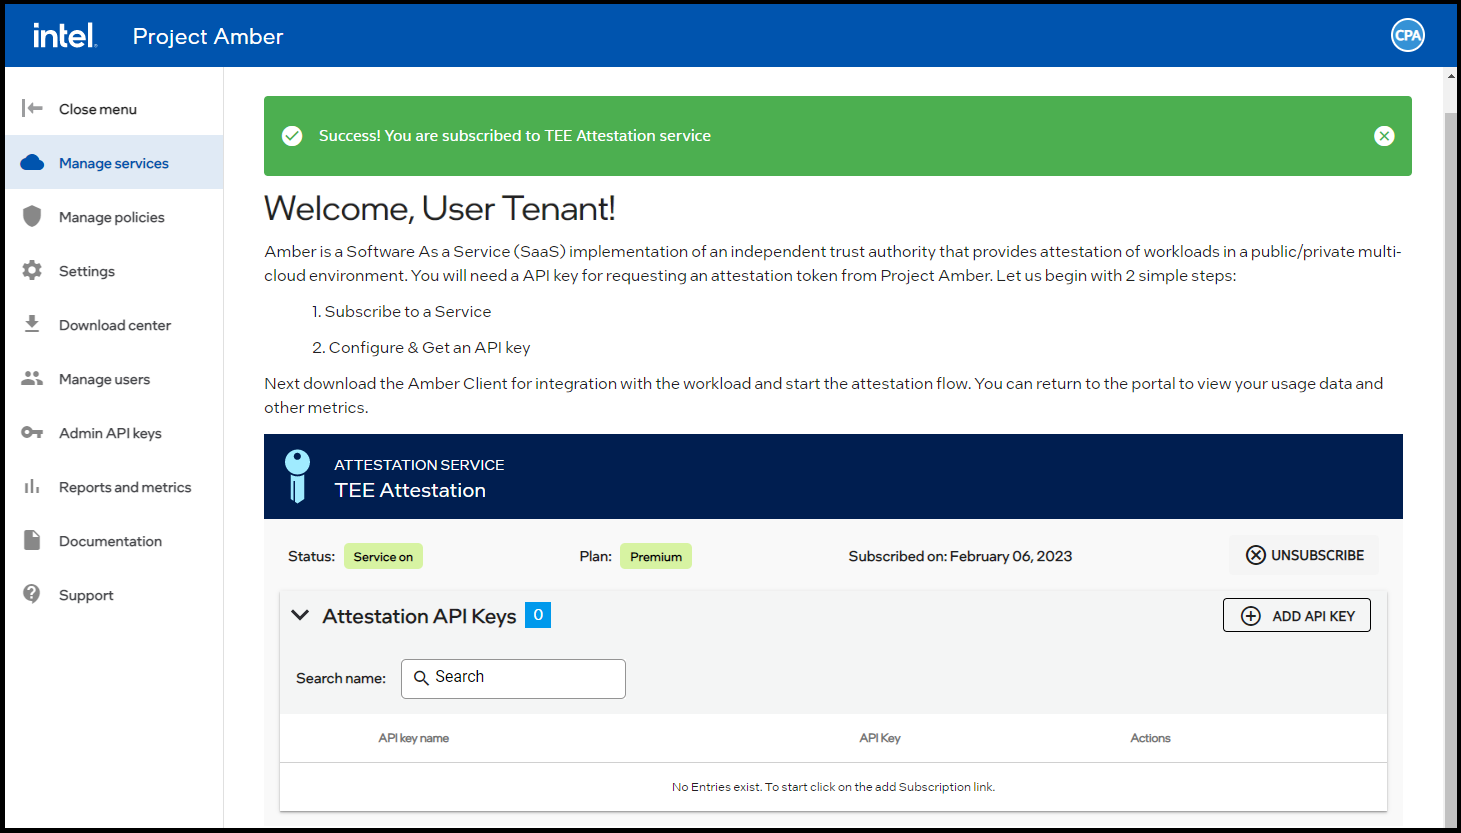 intel. Project Amber CPA
Close menu
Manage services
Manage policies
Settings
Download center
Manage users
Admin API keys
Reports and metrics
Documentation
Support
Success! You are subscribed to TEE Attestation service
Welcome, User Tenant!
Amber is a Software As a Service (SaaS) implementation of an independent trust authority that provides attestation of workloads in a public/private multi-
cloud environment. You will need a API key for requesting an attestation token from Project Amber. Let us begin with 2 simple steps:
1. Subscribe to a Service
2. Configure & Get an API key
Next download the Amber Client for integration with the workload and start the attestation flow. You can return to the portal to view your usage data and
other metrics.
ATTESTATION SERVICE
TEE Attestation
Status: Service on Plan: Premium Subscribed on: February 06, 2023 UNSUBSCRIBE
Attestation API Keys 0 ADD API KEY
Search name: Search
API key name API Key Actions
No Entries exist. To start click on the add Subscription link.